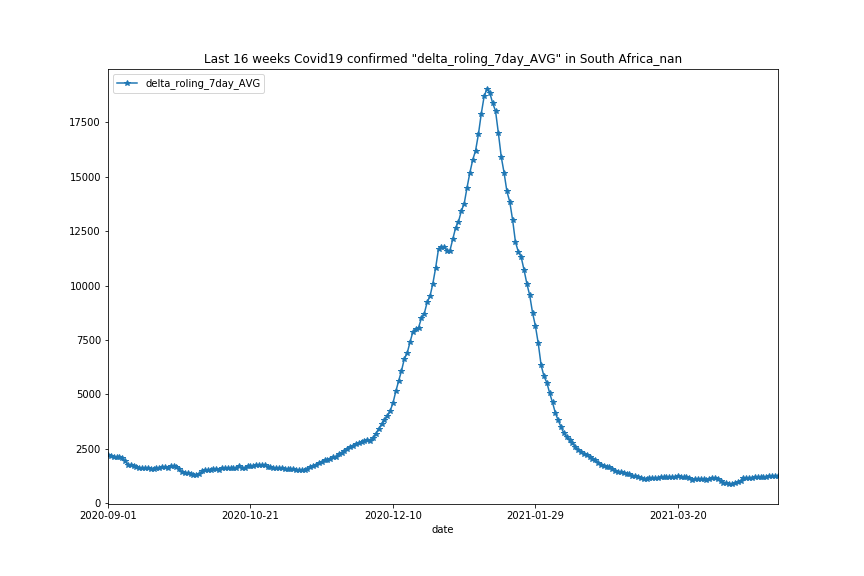 Last 16 weeks Covid19 confirmed "delta_roling_7day_AVG" in South Africa_nan
delta_roling_7day_AVG
17500
15000
12500
10000
7500
5000
2500
0
2020-09-01 2020-10-21 2020-12-10 2021-01-29 2021-03-20
date